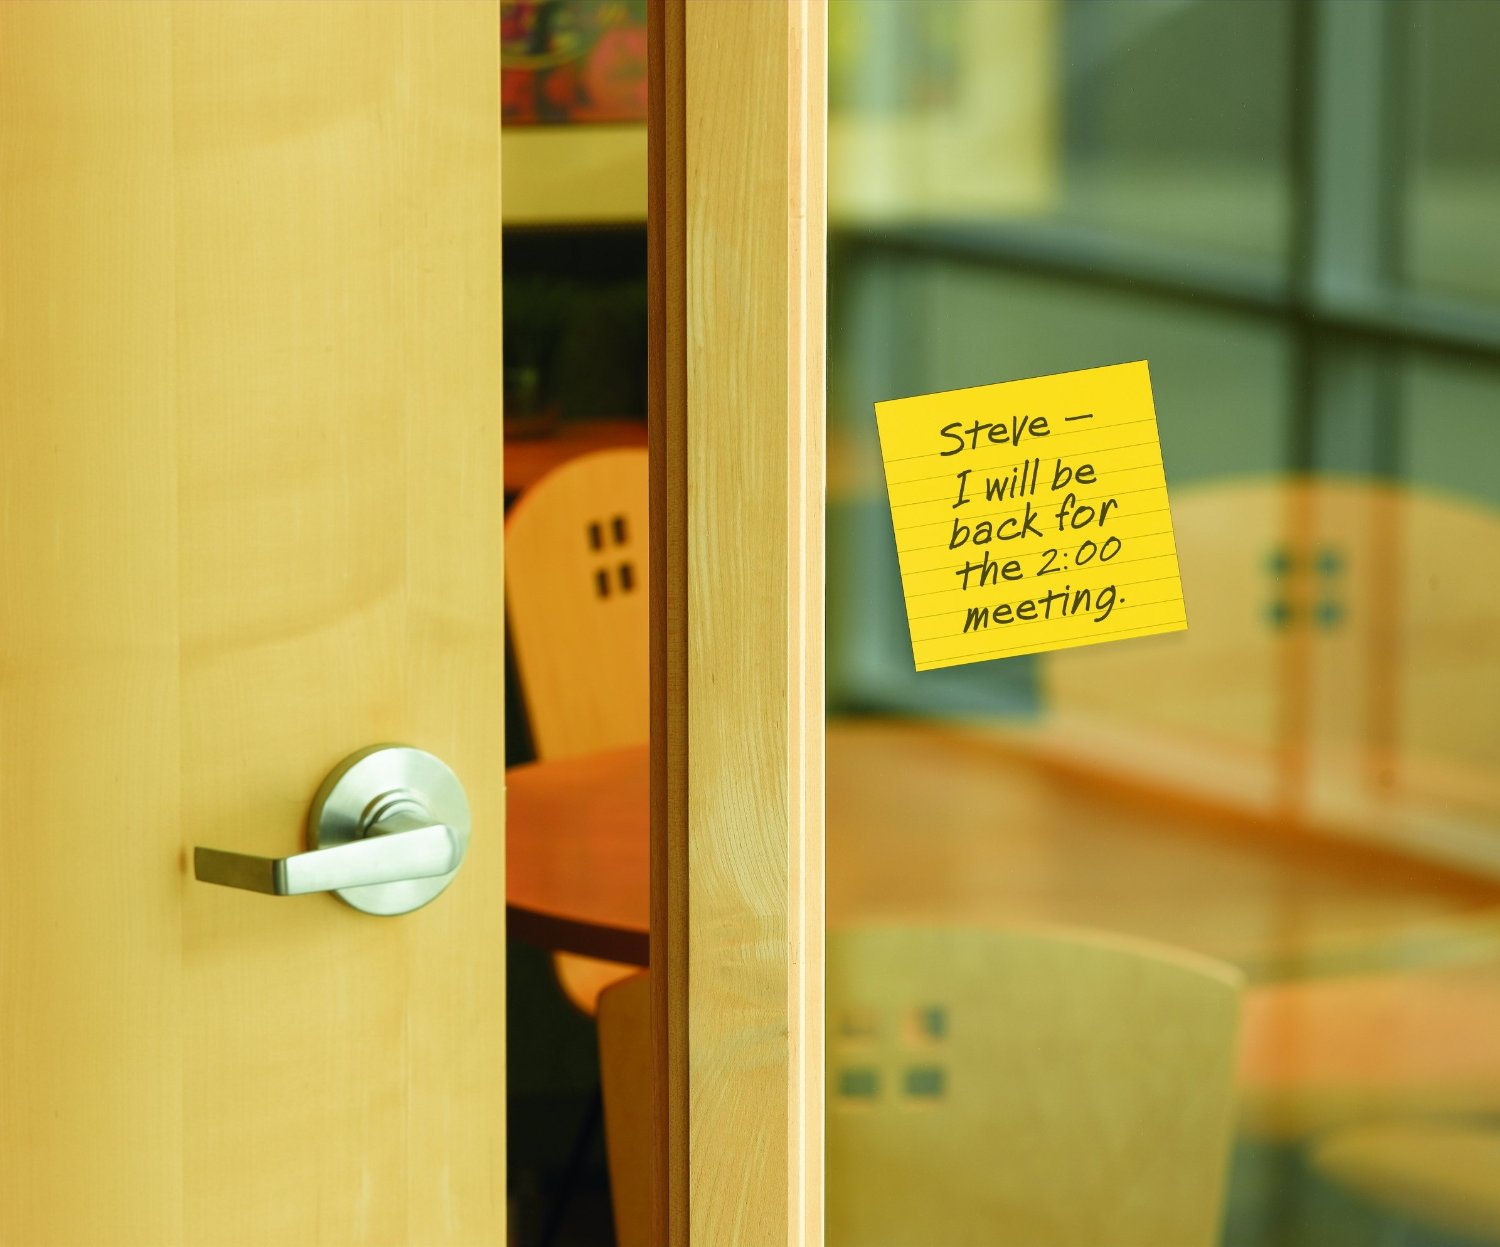 Steve –
I will be
back for
the 2:00
meeting.